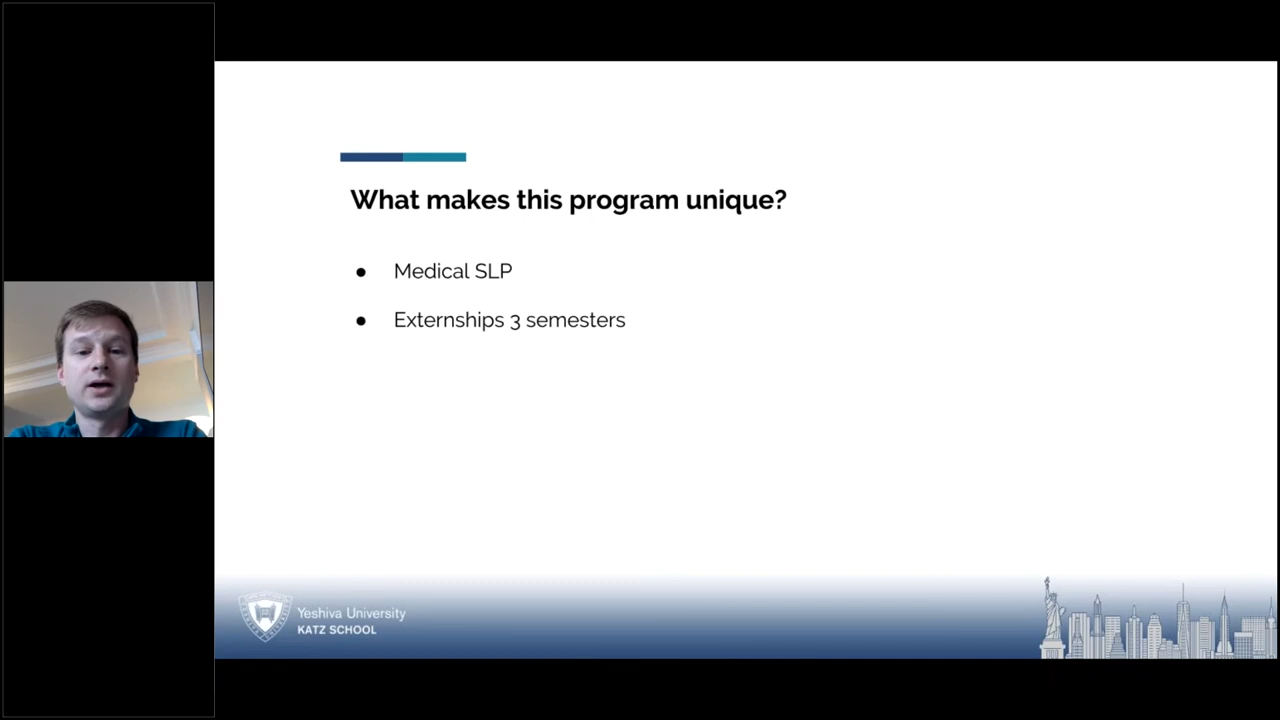 What makes this program unique?
● Medical SLP
● Externships 3 semesters
Yeshiva University
KATZ SCHOOL